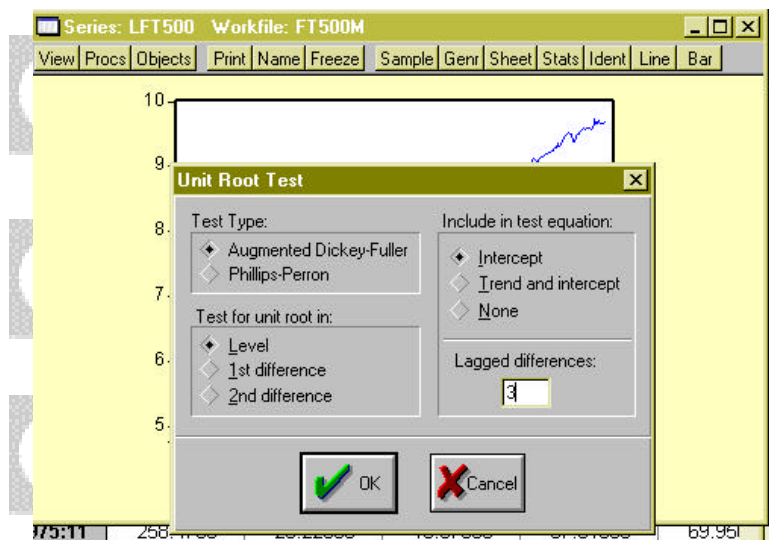 Series: LFT500 Workfile: FT500M
View Procs Objects Print Name Freeze Sample Genr Sheet Stats Ident Line Bar
10
9
8
7
6
5
Unit Root Test
Test Type:
Augmented Dickey-Fuller
Phillips-Perron
Test for unit root in:
Level
1st difference
2nd difference
Include in test equation:
Intercept
Trend and intercept
None
Lagged differences:
3
OK
Cancel